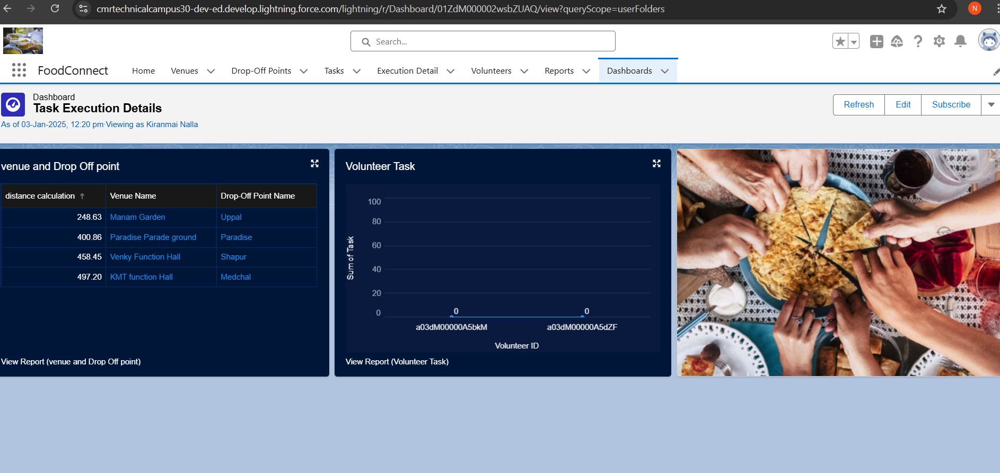 cmrtechnicalcampus30-dev-ed.develop.lightning.force.com/lightning/r/Dashboard/01ZdM000002wsbZUAQ/view?queryScope=userFolders
N
Search...
FoodConnect Home Venues Drop-Off Points Tasks Execution Detail Volunteers Reports Dashboards
Dashboard
Task Execution Details
As of 03-Jan-2025, 12:20 pm·Viewing as Kiranmai Nalla
Refresh Edit Subscribe
venue and Drop Off point
distance calculation Venue Name Drop-Off Point Name
248.63 Manam Garden Uppal
400.86 Paradise Parade ground Paradise
458.45 Venky Function Hall Shapur
497.20 KMT function Hall Medchal
View Report (venue and Drop Off point)
Volunteer Task
Sum of Task
100
80
60
40
20
0
0 0
a03dM00000A5bkM a03dM00000A5dZF
Volunteer ID
View Report (Volunteer Task)